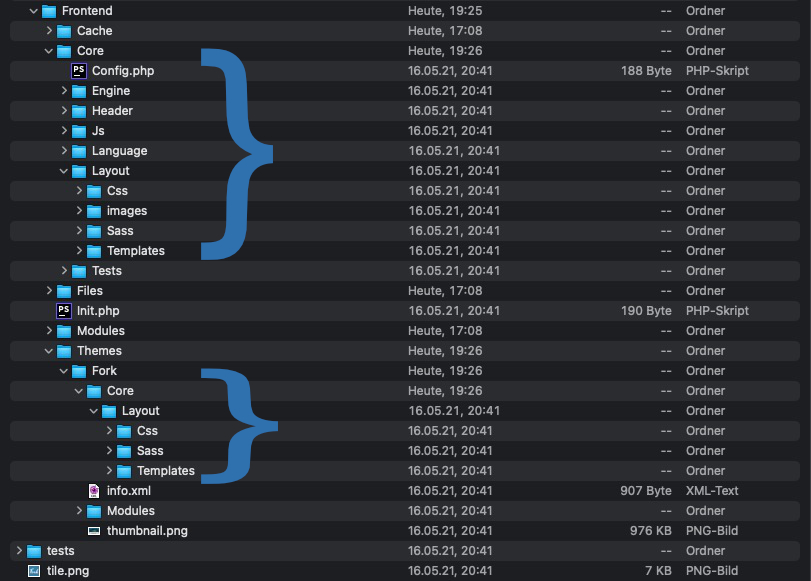 Frontend Heute, 19:25 -- Ordner
Cache Heute, 17:08 -- Ordner
Core Heute, 19:26 -- Ordner
PS Config.php 16.05.21, 20:41 188 Byte PHP-Skript
Engine 16.05.21, 20:41 -- Ordner
Header 16.05.21, 20:41 -- Ordner
Js 16.05.21, 20:41 -- Ordner
Language 16.05.21, 20:41 -- Ordner
Layout 16.05.21, 20:41 -- Ordner
Css 16.05.21, 20:41 -- Ordner
images 16.05.21, 20:41 -- Ordner
Sass 16.05.21, 20:41 -- Ordner
Templates 16.05.21, 20:41 -- Ordner
Tests 16.05.21, 20:41 -- Ordner
Files Heute, 17:08 -- Ordner
PS Init.php 16.05.21, 20:41 190 Byte PHP-Skript
Modules Heute, 17:08 -- Ordner
Themes Heute, 19:26 -- Ordner
Fork Heute, 19:26 -- Ordner
Core Heute, 19:26 -- Ordner
Layout 16.05.21, 20:41 -- Ordner
Css 16.05.21, 20:41 -- Ordner
Sass 16.05.21, 20:41 -- Ordner
Templates 16.05.21, 20:41 -- Ordner
info.xml 16.05.21, 20:41 907 Byte XML-Text
Modules 16.05.21, 20:41 -- Ordner
thumbnail.png 16.05.21, 20:41 976 KB PNG-Bild
tests 16.05.21, 20:41 -- Ordner
tile.png 16.05.21, 20:41 7 KB PNG-Bild